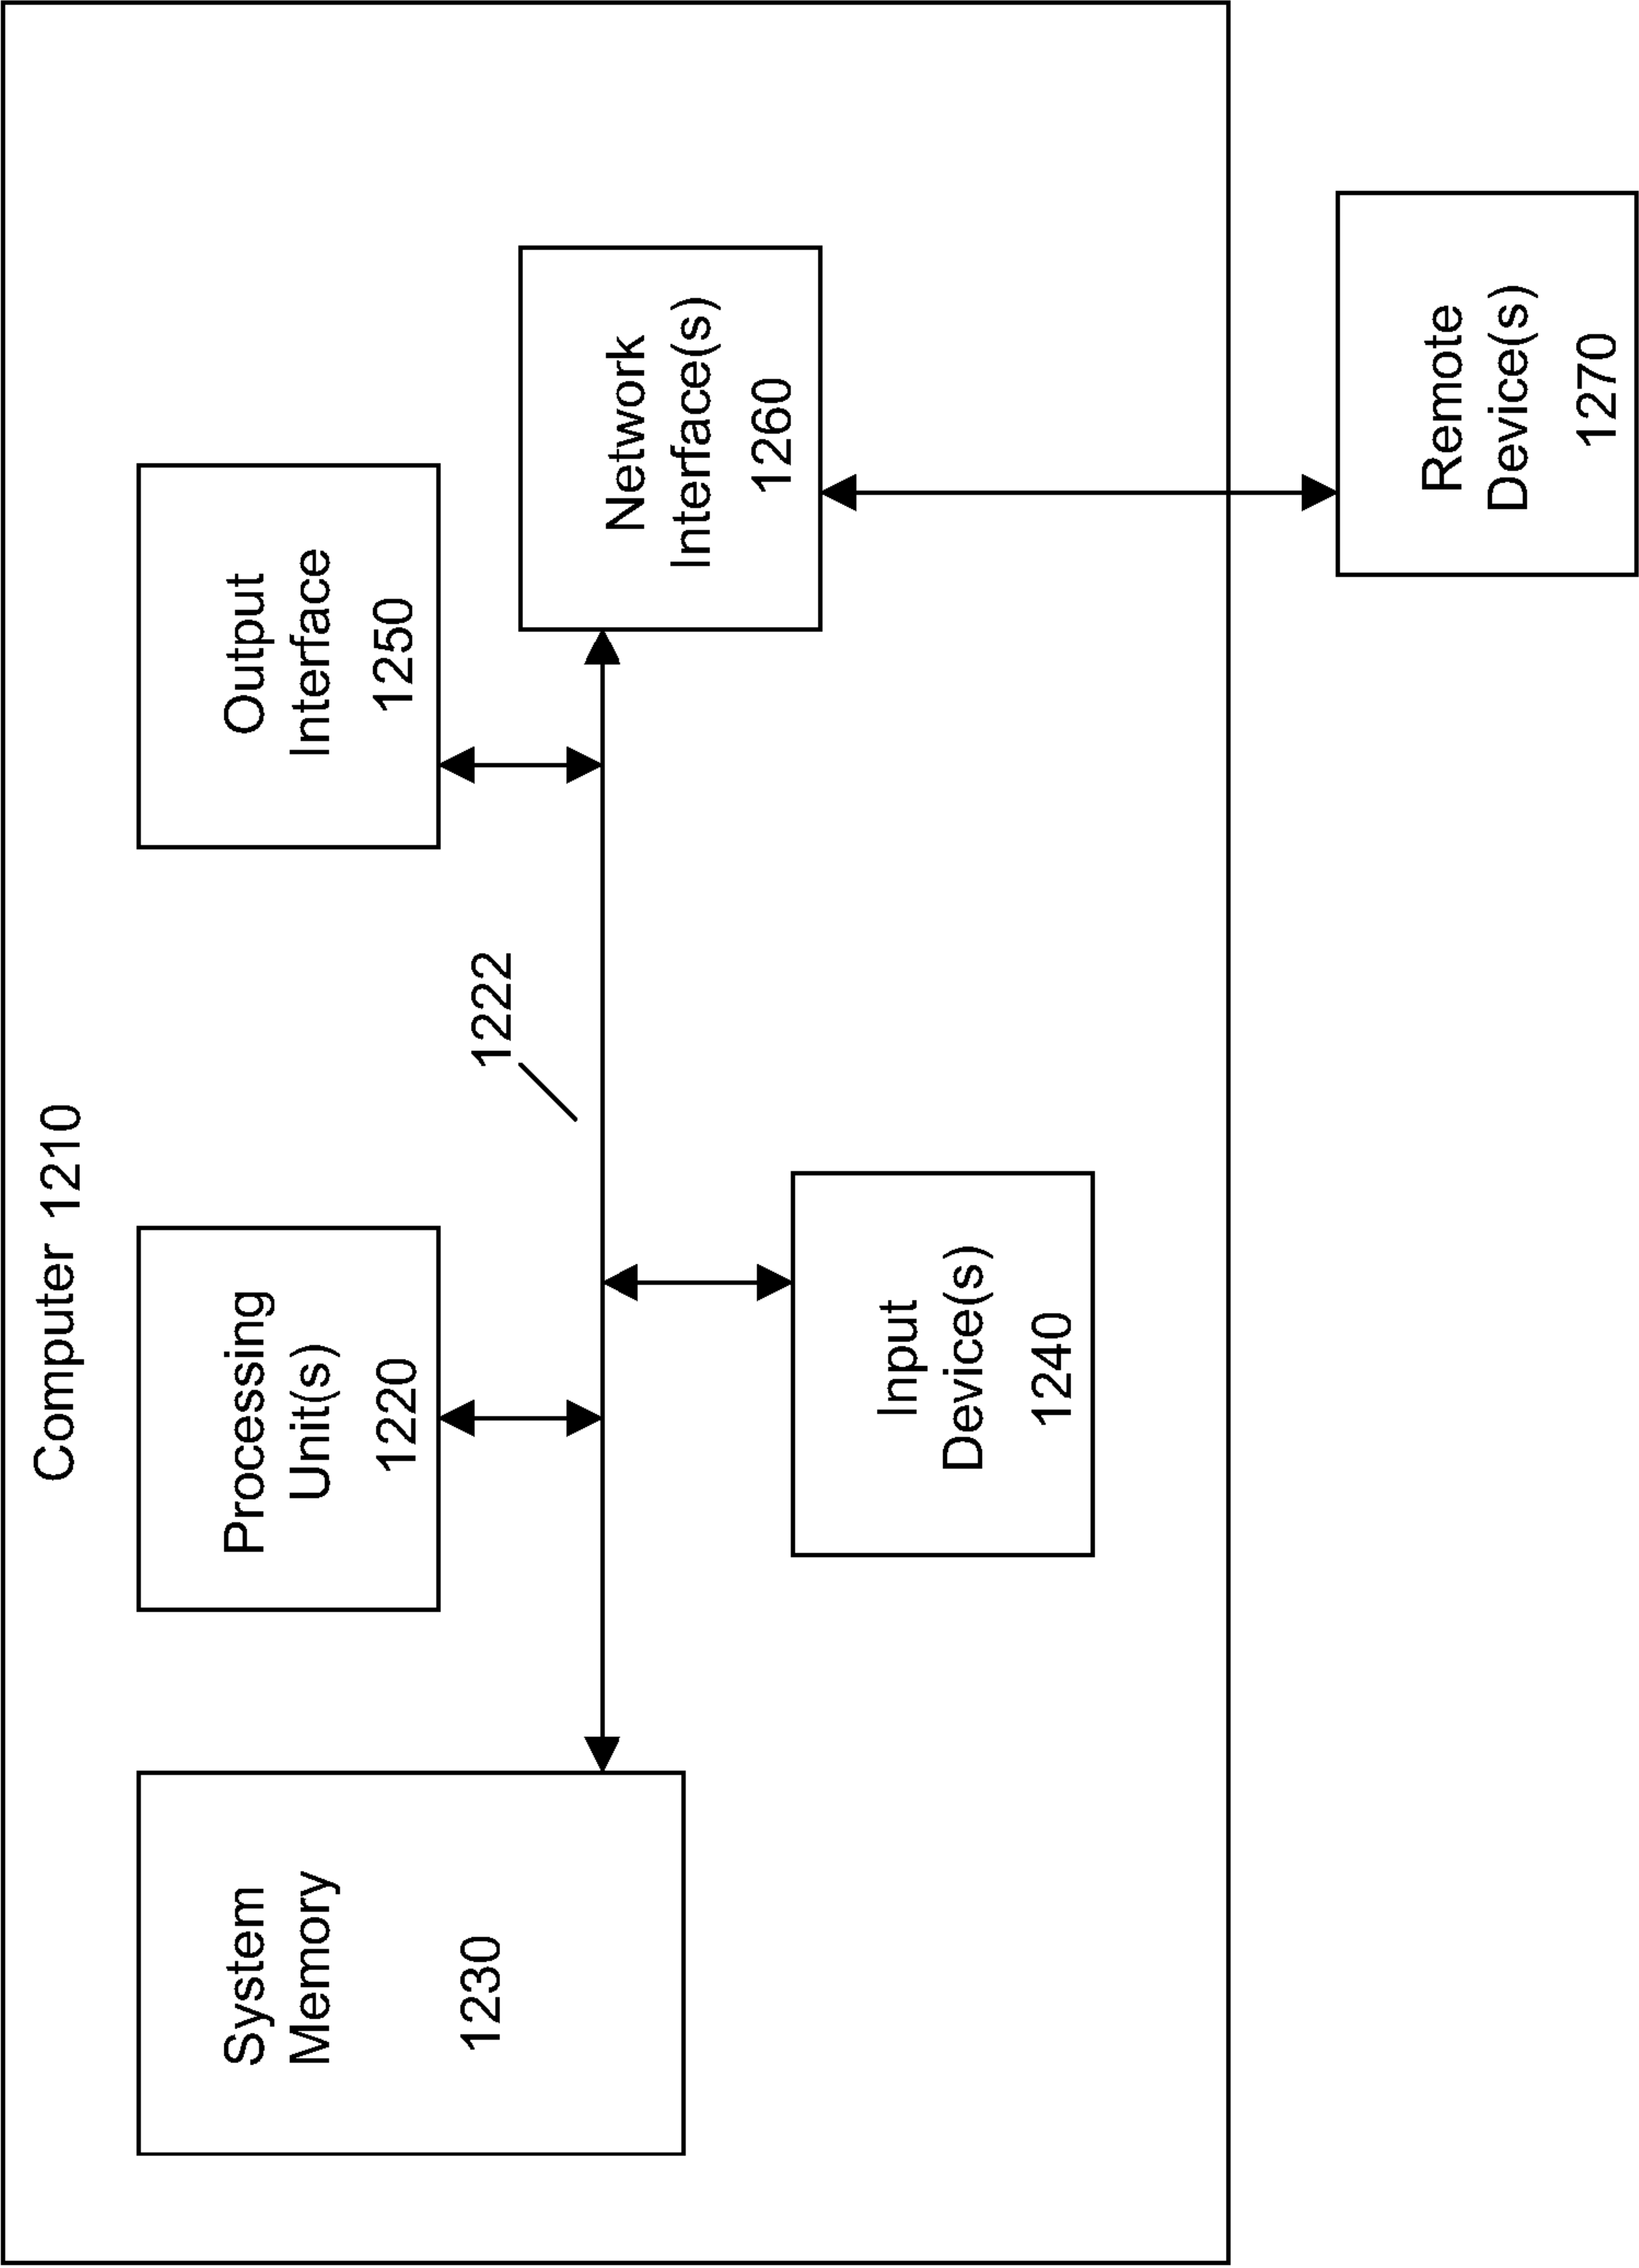 Computer 1210
System
Memory
1230
Processing
Unit(s)
1220
Output
Interface
1250
1222
Network
Interface(s)
1260
Input
Device(s)
1240
Remote
Device(s)
1270